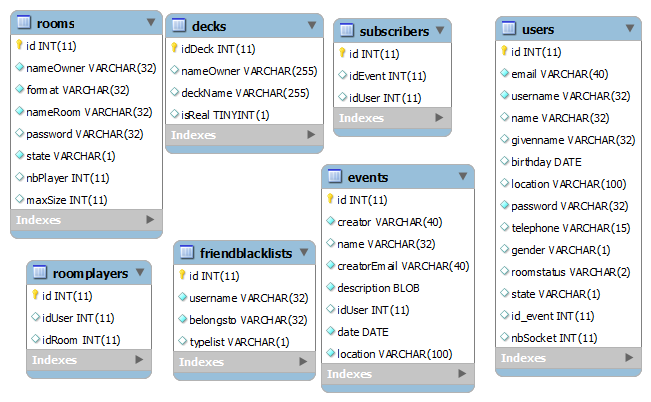 rooms
id INT(11)
nameOwner VARCHAR(32)
format VARCHAR(32)
nameRoom VARCHAR(32)
password VARCHAR(32)
state VARCHAR(1)
nbPlayer INT(11)
maxSize INT(11)
Indexes
decks
idDeck INT(11)
nameOwner VARCHAR(255)
deckName VARCHAR(255)
isReal TINYINT(1)
Indexes
subscribers
id INT(11)
idEvent INT(11)
idUser INT(11)
Indexes
users
id INT(11)
email VARCHAR(40)
username VARCHAR(32)
name VARCHAR(32)
givenname VARCHAR(32)
birthday DATE
location VARCHAR(100)
password VARCHAR(32)
telephone VARCHAR(15)
gender VARCHAR(1)
roomstatus VARCHAR(2)
state VARCHAR(1)
id_event INT(11)
nbSocket INT(11)
Indexes
roomplayers
id INT(11)
idUser INT(11)
idRoom INT(11)
Indexes
friendblacklists
id INT(11)
username VARCHAR(32)
belongsto VARCHAR(32)
typelist VARCHAR(1)
Indexes
events
id INT(11)
creator VARCHAR(40)
name VARCHAR(32)
creatorEmail VARCHAR(40)
description BLOB
idUser INT(11)
date DATE
location VARCHAR(100)
Indexes